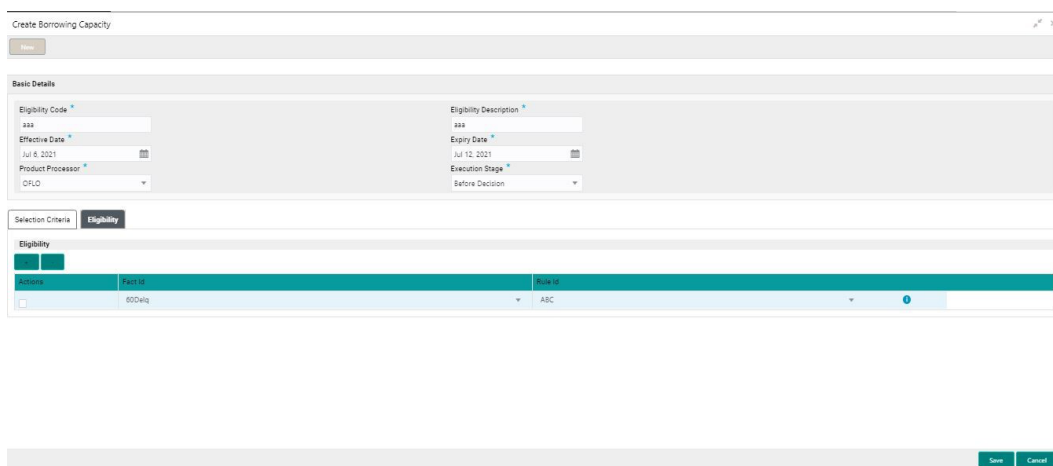 Create Borrowing Capacity
New
Basic Details
Eligibility Code *
Eligibility Description *
aaa
aaa
Effective Date *
Expiry Date *
Jul 6, 2021
Jul 12, 2021
Product Processor *
Execution Stage *
OFLO
Before Decision
Selection Criteria
Eligibility
Eligibility
Actions
Fact Id
Rule Id
60Delq
ABC
Save
Cancel